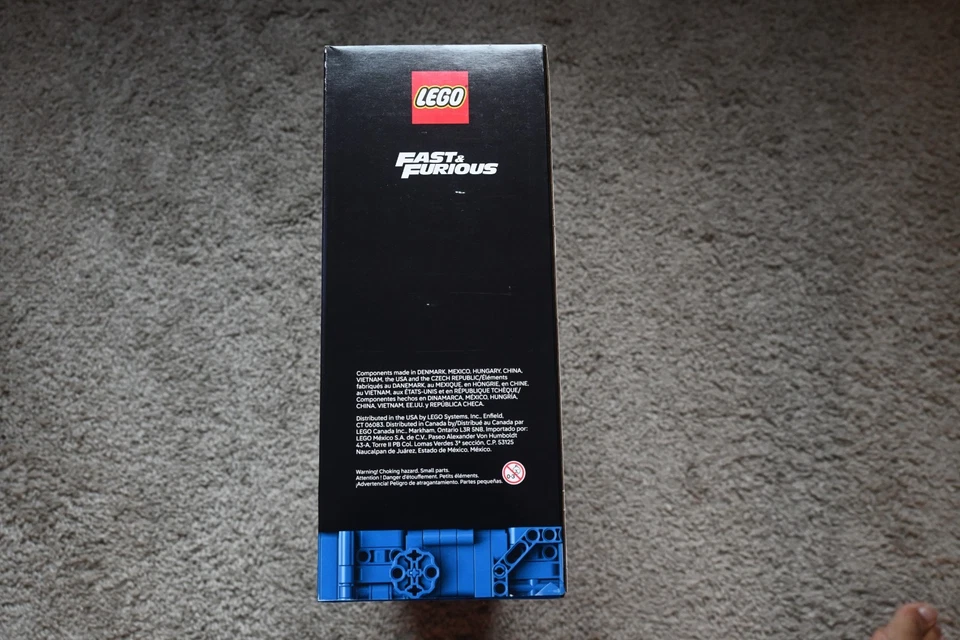 LEGO
FAST &
FURIOUS
Components made in DENMARK, MEXICO, HUNGARY, CHINA,
VIETNAM, the USA and the CZECH REPUBLIC/Éléments
fabriqués au DANEMARK, au MEXIQUE, en HONGRIE, en CHINE,
au VIETNAM, aux ÉTATS-UNIS et en RÉPUBLIQUE TCHÈQUE/
Componentes hechos en DINAMARCA, MÉXICO, HUNGRÍA,
CHINA, VIETNAM, EE.UU. y REPÚBLICA CHECA.
Distributed in the USA by LEGO Systems, Inc., Enfield,
CT 06083. Distributed in Canada by/Distribué au Canada par
LEGO Canada Inc., Markham, Ontario L3R 5N8. Importado por:
LEGO México S.A. de C.V., Paseo Alexander Von Humboldt
43-A, Torre II PB Col. Lomas Verdes 3ª sección. C.P. 53125
Naucalpan de Juárez, Estado de México, México.
Warning! Choking hazard. Small parts.
Attention ! Danger d'étouffement. Petits éléments.
¡Advertencia! Peligro de atragantamiento. Partes pequeñas.
0-3